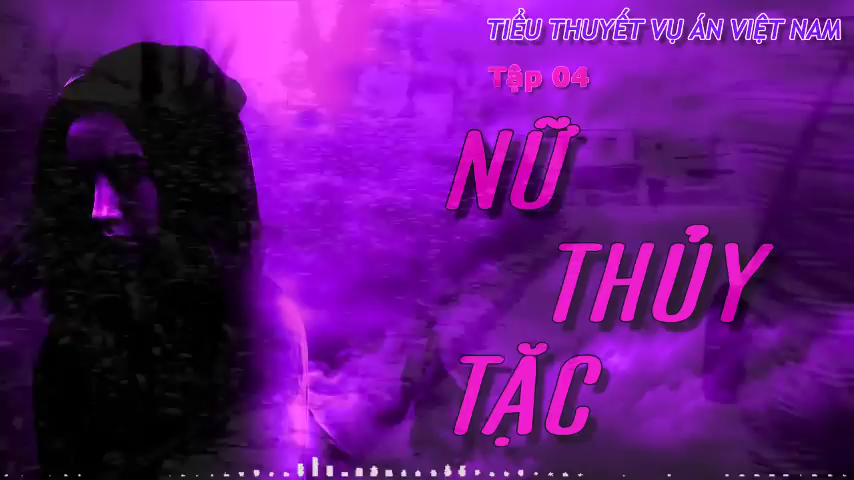 TIỂU THUYẾT VỤ ÁN VIỆT NAM
Tập 04
NỮ
THỦY
TẶC